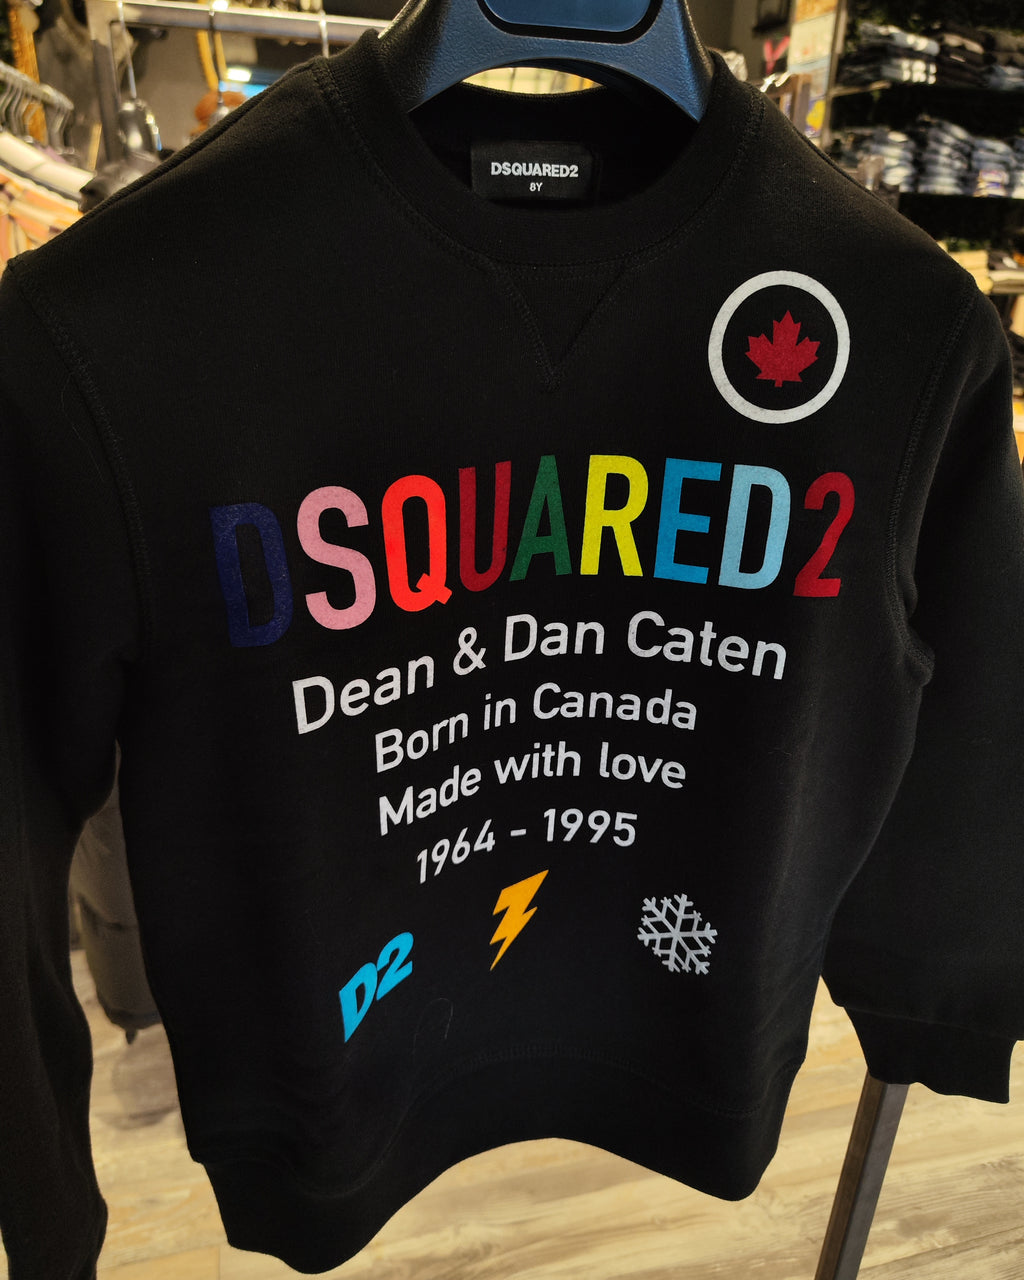 DSQUARED2
8Y
DSQUARED2
Dean & Dan Caten
Born in Canada
Made with love
1964 - 1995
D2